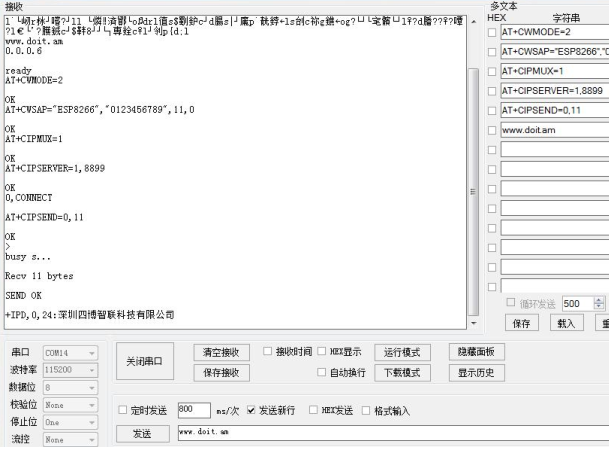 接收
www.doit.am
0.0.0.6
ready
AT+CWMODE=2
OK
AT+CWSAP="ESP8266","0123456789",11,0
OK
AT+CIPMUX=1
OK
AT+CIPSERVER=1,8899
OK
0,CONNECT
AT+CIPSEND=0,11
OK
>
busy s...
Recv 11 bytes
SEND OK
+IPD,0,24:深圳四博智联科技有限公司
多文本
HEX 字符串
AT+CWMODE=2
AT+CWSAP="ESP8266","
AT+CIPMUX=1
AT+CIPSERVER=1,8899
AT+CIPSEND=0,11
www.doit.am
循环发送 500
保存 载入
串口 COM14
波特率 115200
数据位 8
校验位 None
停止位 One
流控 None
关闭串口
清空接收 接收时间 HEX显示 运行模式 隐藏面板
保存接收 自动换行 下载模式 显示历史
定时发送 800 ms/次 发送新行 HEX发送 格式输入
发送 www.doit.am